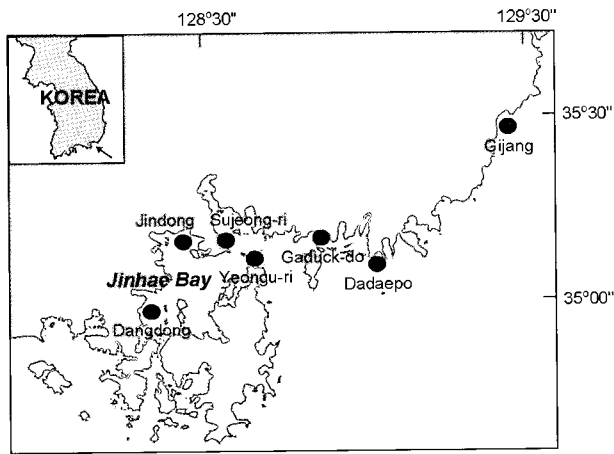 128°30"
129°30"
KOREA
35°30"
Gijang
Jindong
Sujeong-ri
Gaduck-do
Jinhae Bay
Yeongu-ri
Dadaepo
35°00"
Dangdong